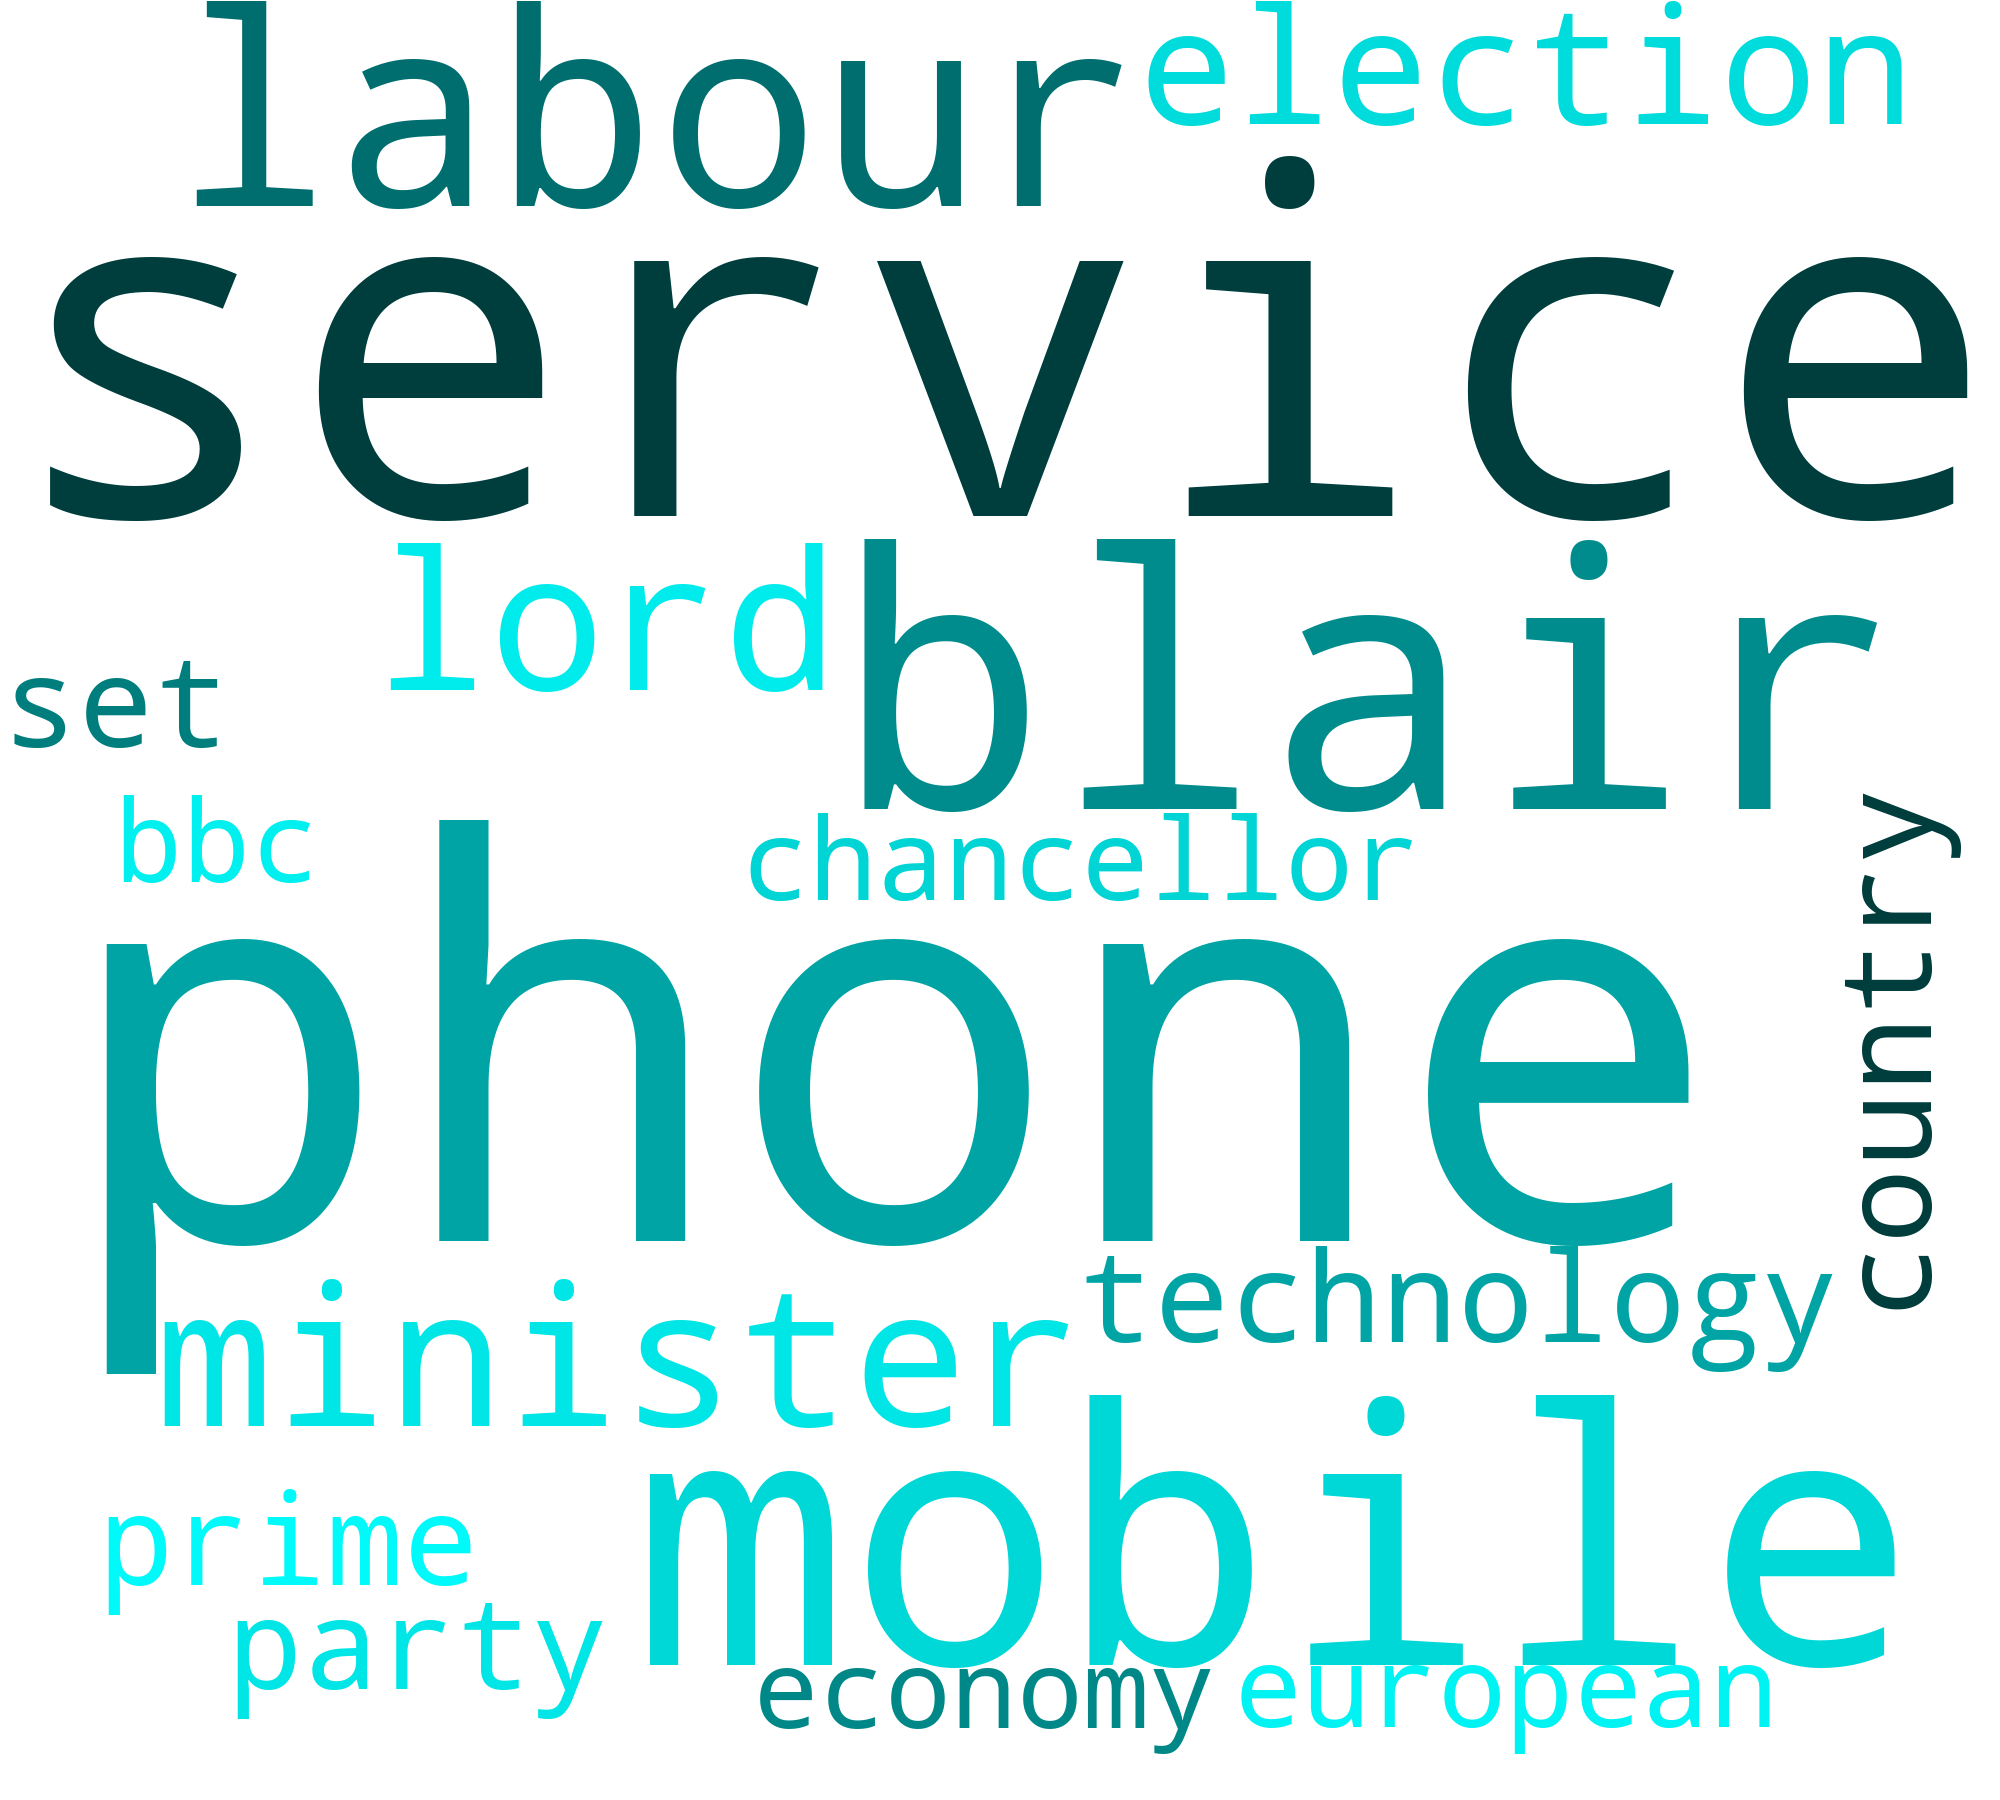 labour election
service
lord blair
set
bbc chancellor
phone
country
technology
minister
mobile
prime
party
economy european